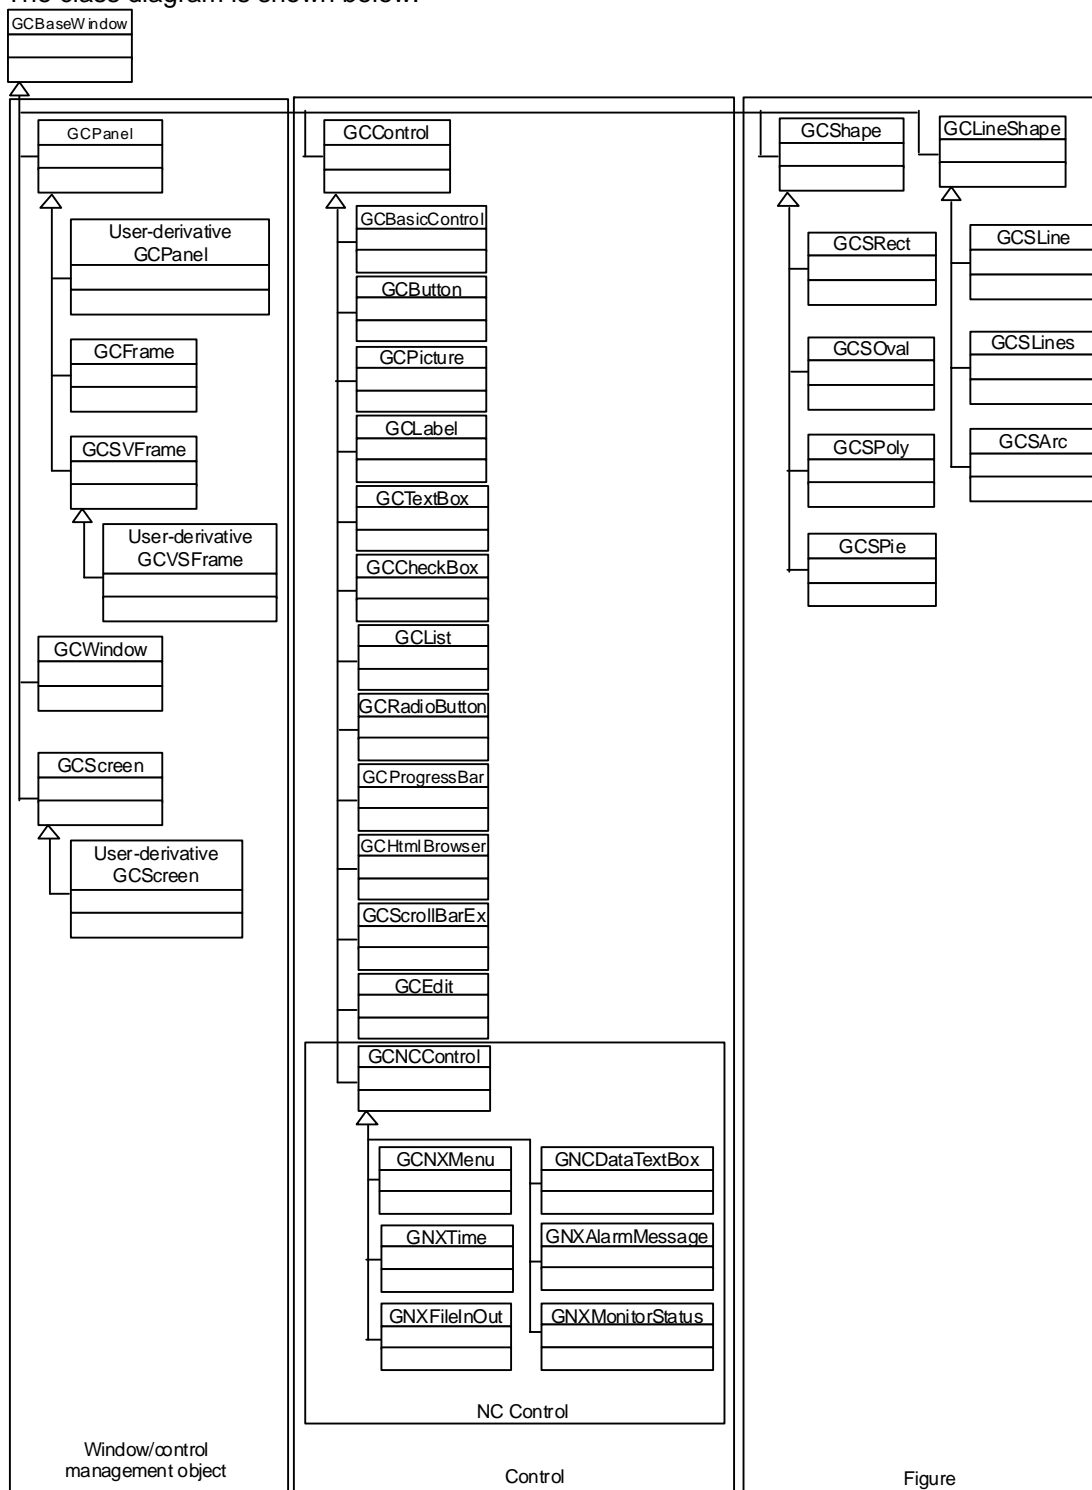 The class diagram is shown below.
GCBaseWindow
GCPanel
User-derivative
GCPanel
GCFrame
GCSVFrame
User-derivative
GCVSFrame
GCWindow
GCScreen
User-derivative
GCScreen
Window/control
management object
GCControl
GCBasicControl
GCButton
GCPicture
GCLabel
GCTextBox
GCCheckBox
GCList
GCRadioButton
GCProgressBar
GCHtmlBrowser
GCScrollBarEx
GCEdit
GCNCControl
GCNXMenu
GNCDataTextBox
GNXTime
GNXAlarmMessage
GNXFileInOut
GNXMonitorStatus
NC Control
Control
GCShape
GCLineShape
GCSRect
GCSLine
GCSOval
GCSLines
GCSPoly
GCSArc
GCSPie
Figure